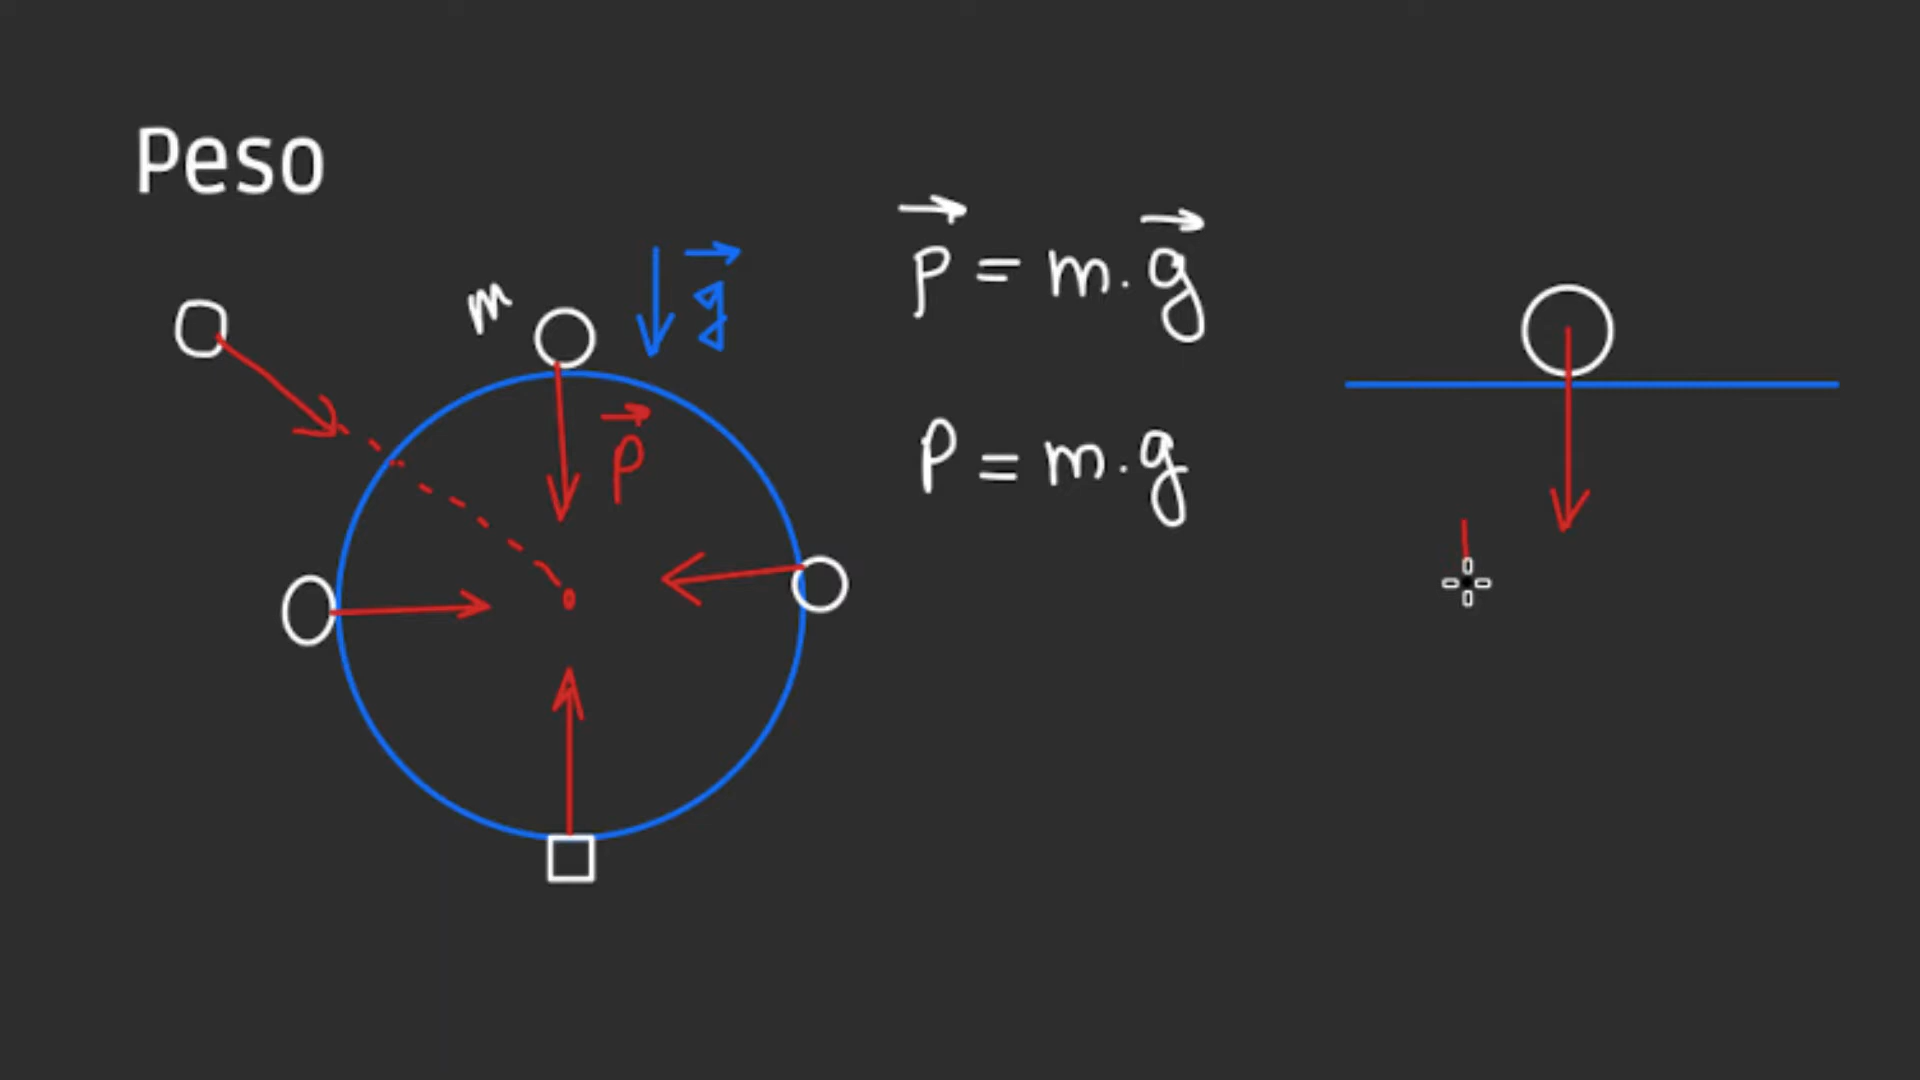 Peso
m
g⃗
P⃗
P⃗ = m.g⃗
P = m.g